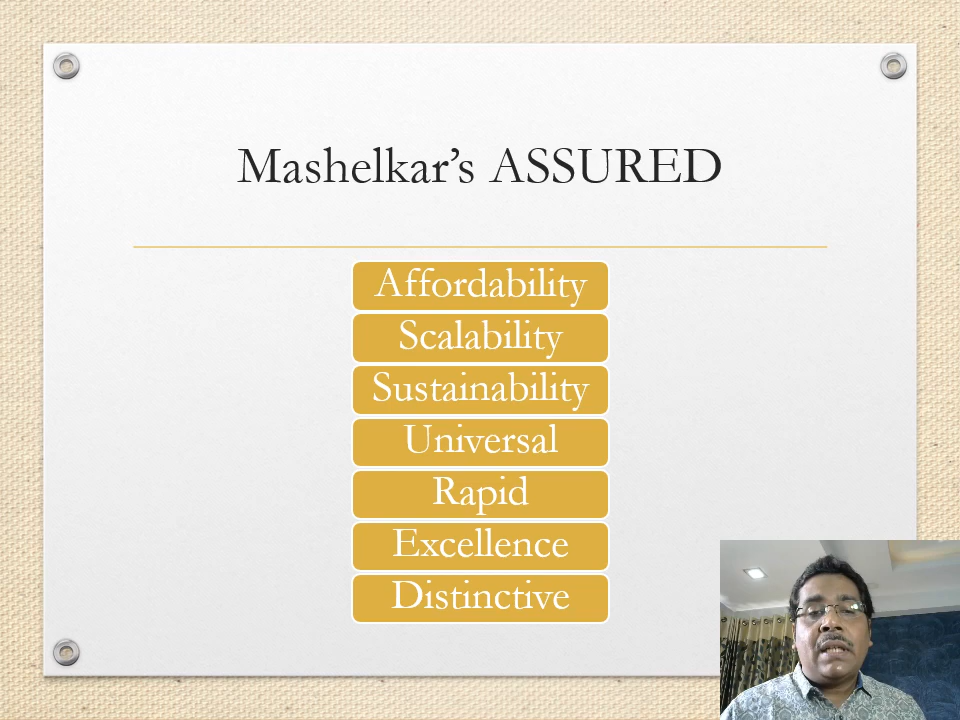 Mashelkar’s ASSURED
Affordability
Scalability
Sustainability
Universal
Rapid
Excellence
Distinctive